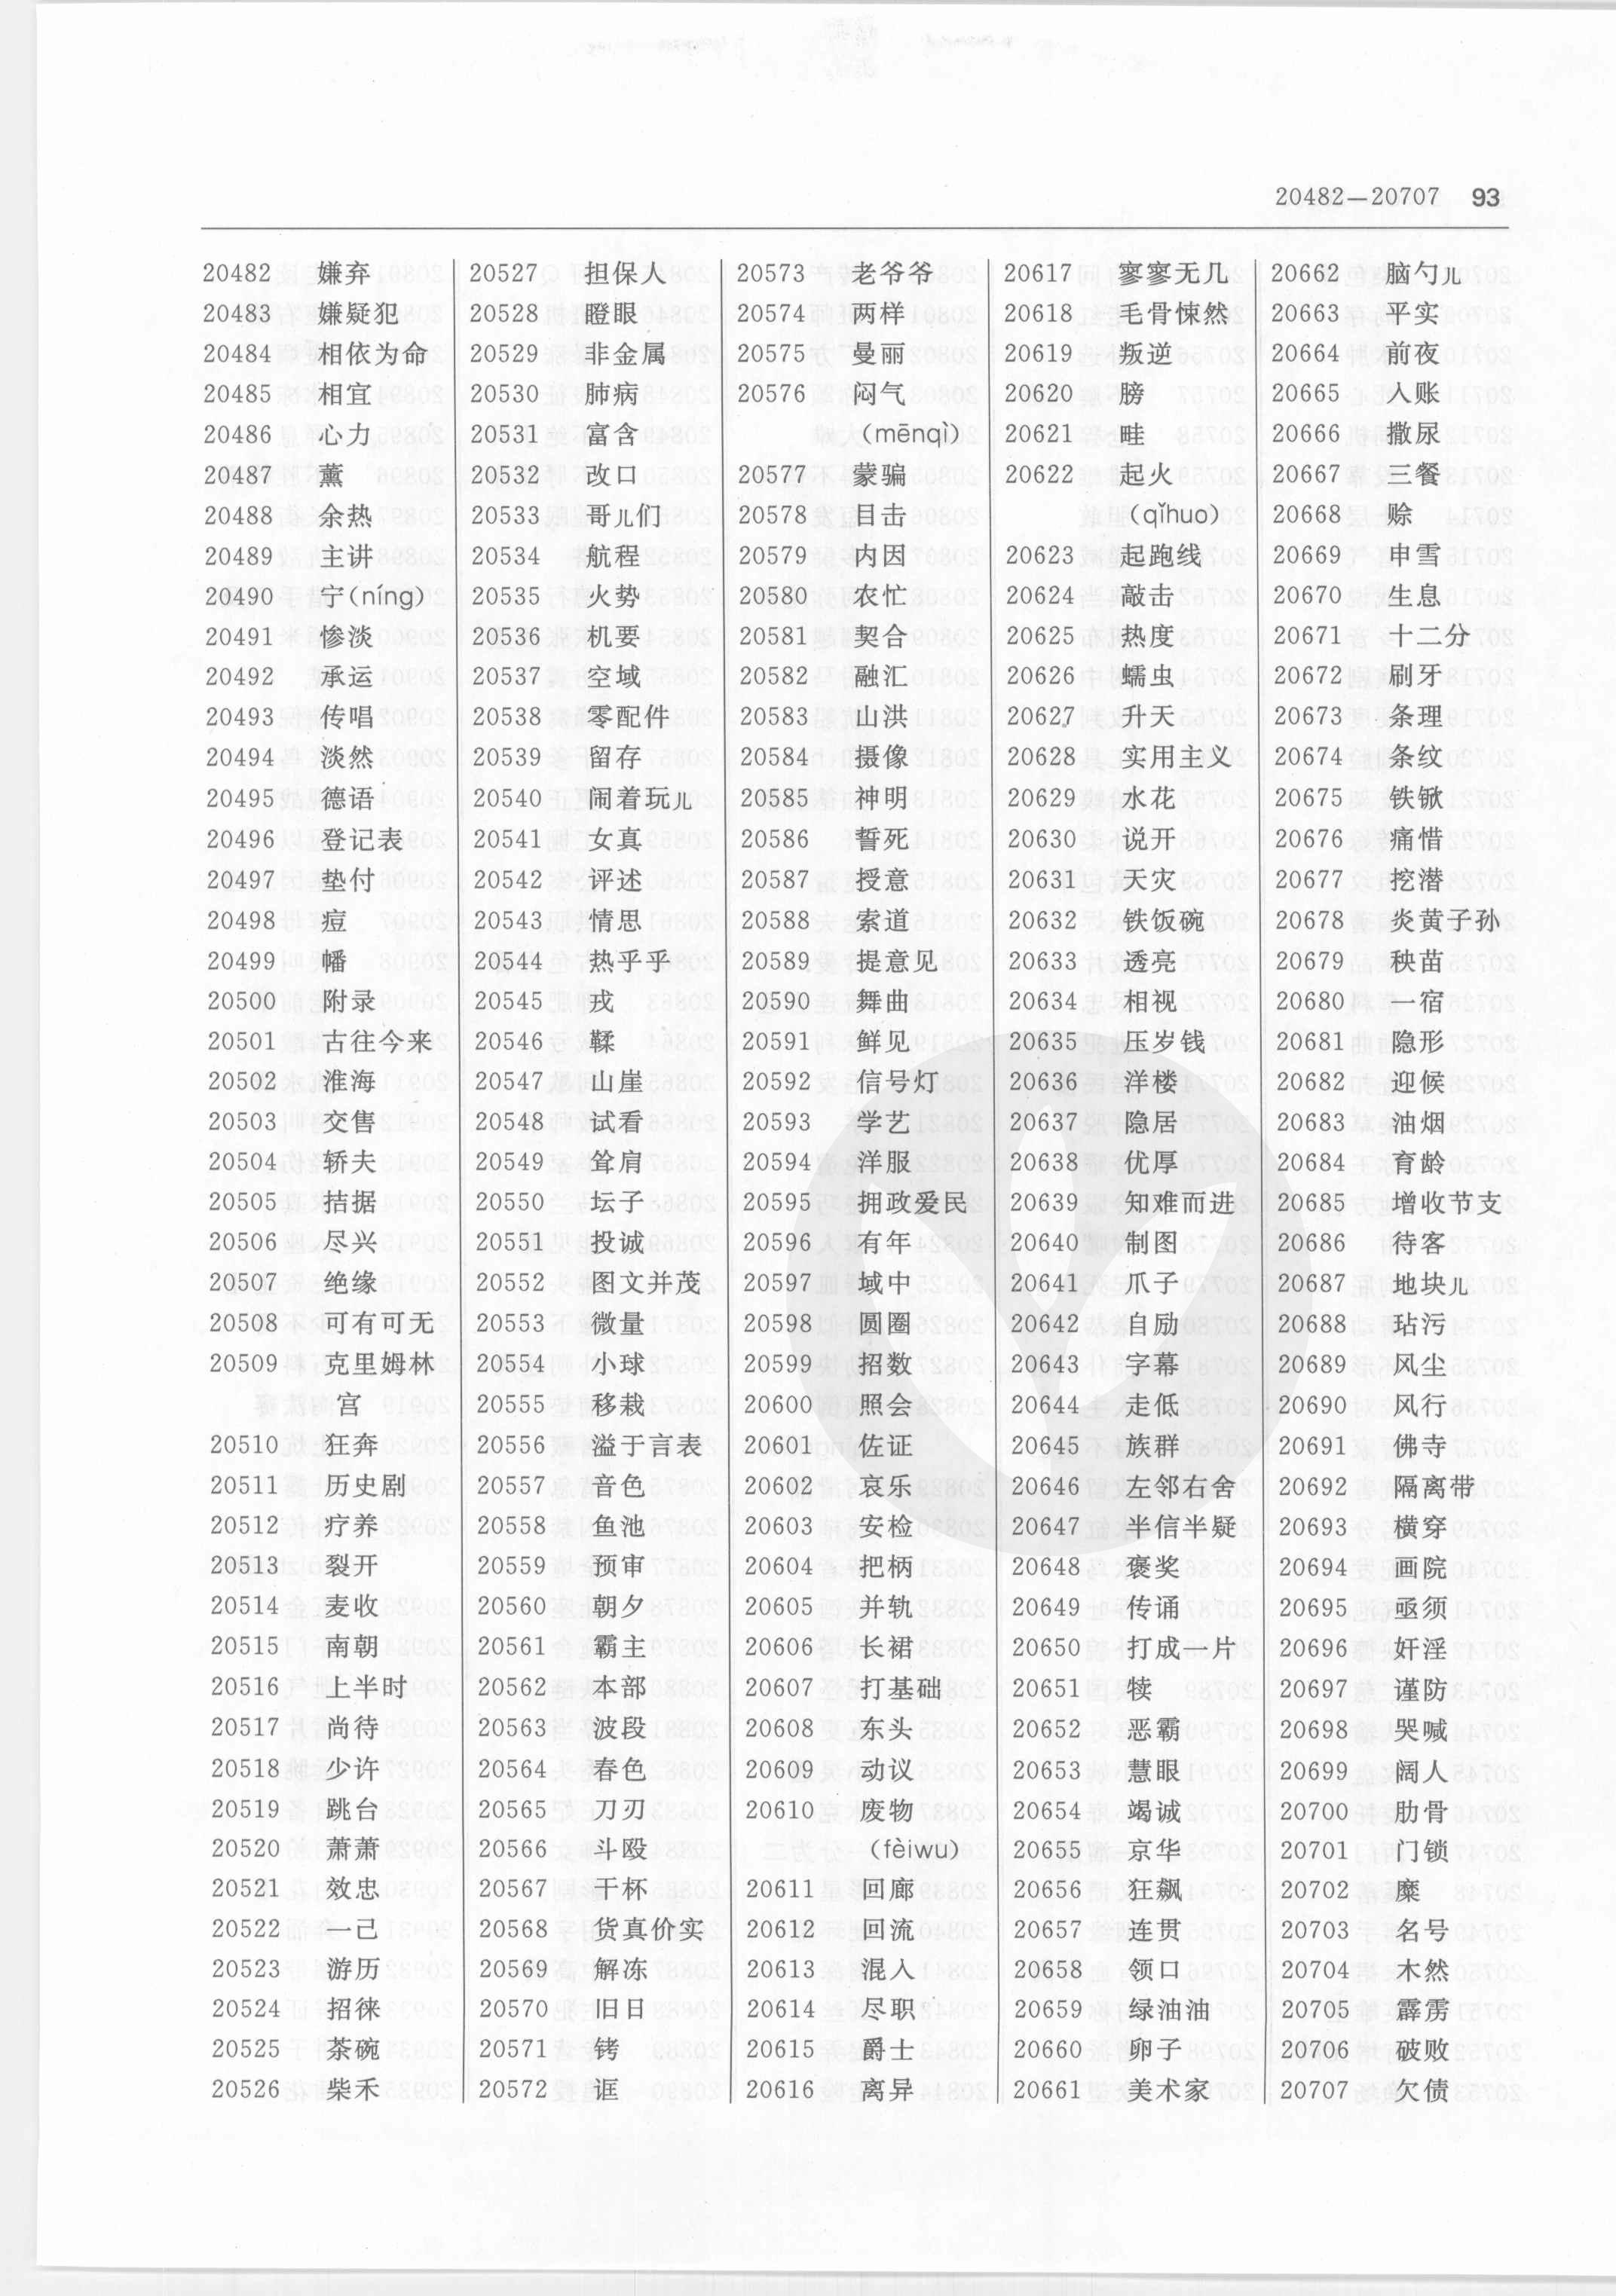 20482—20707 93
20482 嫌弃
20483 嫌疑犯
20484 相依为命
20485 相宜
20486 心力
20487 薰
20488 余热
20489 主讲
20490 宁(níng)
20491 惨淡
20492 承运
20493 传唱
20494 淡然
20495 德语
20496 登记表
20497 垫付
20498 痘
20499 幡
20500 附录
20501 古往今来
20502 淮海
20503 交售
20504 轿夫
20505 拮据
20506 尽兴
20507 绝缘
20508 可有可无
20509 克里姆林
宫
20510 狂奔
20511 历史剧
20512 疗养
20513 裂开
20514 麦收
20515 南朝
20516 上半时
20517 尚待
20518 少许
20519 跳台
20520 萧萧
20521 效忠
20522 一己
20523 游历
20524 招徕
20525 茶碗
20526 柴禾
20527 担保人
20528 瞪眼
20529 非金属
20530 肺病
20531 富含
20532 改口
20533 哥儿们
20534 航程
20535 火势
20536 机要
20537 空域
20538 零配件
20539 留存
20540 闹着玩儿
20541 女真
20542 评述
20543 情思
20544 热乎乎
20545 戎
20546 鞣
20547 山崖
20548 试看
20549 耸肩
20550 坛子
20551 投诚
20552 图文并茂
20553 微量
20554 小球
20555 移栽
20556 溢于言表
20557 音色
20558 鱼池
20559 预审
20560 朝夕
20561 霸主
20562 本部
20563 波段
20564 春色
20565 刀刃
20566 斗殴
20567 干杯
20568 货真价实
20569 解冻
20570 旧日
20571 铐
20572 诓
20573 老爷爷
20574 两样
20575 曼丽
20576 闷气
(mēnqì)
20577 蒙骗
20578 目击
20579 内因
20580 农忙
20581 契合
20582 融汇
20583 山洪
20584 摄像
20585 神明
20586 誓死
20587 授意
20588 索道
20589 提意见
20590 舞曲
20591 鲜见
20592 信号灯
20593 学艺
20594 洋服
20595 拥政爱民
20596 有年
20597 域中
20598 圆圈
20599 招数
20600 照会
20601 佐证
20602 哀乐
20603 安检
20604 把柄
20605 并轨
20606 长裙
20607 打基础
20608 东头
20609 动议
20610 废物
(fèiwu)
20611 回廊
20612 回流
20613 混人
20614 尽职
20615 爵士
20616 离异
20617 寥寥无几
20618 毛骨悚然
20619 叛逆
20620 膀
20621 畦
20622 起火
(qǐhuo)
20623 起跑线
20624 敲击
20625 热度
20626 蠕虫
20627 升天
20628 实用主义
20629 水花
20630 说开
20631 天灾
20632 铁饭碗
20633 透亮
20634 相视
20635 压岁钱
20636 洋楼
20637 隐居
20638 优厚
20639 知难而进
20640 制图
20641 爪子
20642 自励
20643 字幕
20644 走低
20645 族群
20646 左邻右舍
20647 半信半疑
20648 褒奖
20649 传诵
20650 打成一片
20651 犊
20652 恶霸
20653 慧眼
20654 竭诚
20655 京华
20656 狂飙
20657 连贯
20658 领口
20659 绿油油
20660 卵子
20661 美术家
20662 脑勺儿
20663 平实
20664 前夜
20665 入账
20666 撒尿
20667 三餐
20668 赊
20669 申雪
20670 生息
20671 十二分
20672 刷牙
20673 条理
20674 条纹
20675 铁锨
20676 痛惜
20677 挖潜
20678 炎黄子孙
20679 秧苗
20680 一宿
20681 隐形
20682 迎候
20683 油烟
20684 育龄
20685 增收节支
20686 待客
20687 地块儿
20688 玷污
20689 风尘
20690 风行
20691 佛寺
20692 隔离带
20693 横穿
20694 画院
20695 亟须
20696 奸淫
20697 谨防
20698 哭喊
20699 阔人
20700 肋骨
20701 门锁
20702 糜
20703 名号
20704 木然
20705 霹雳
20706 破败
20707 欠债